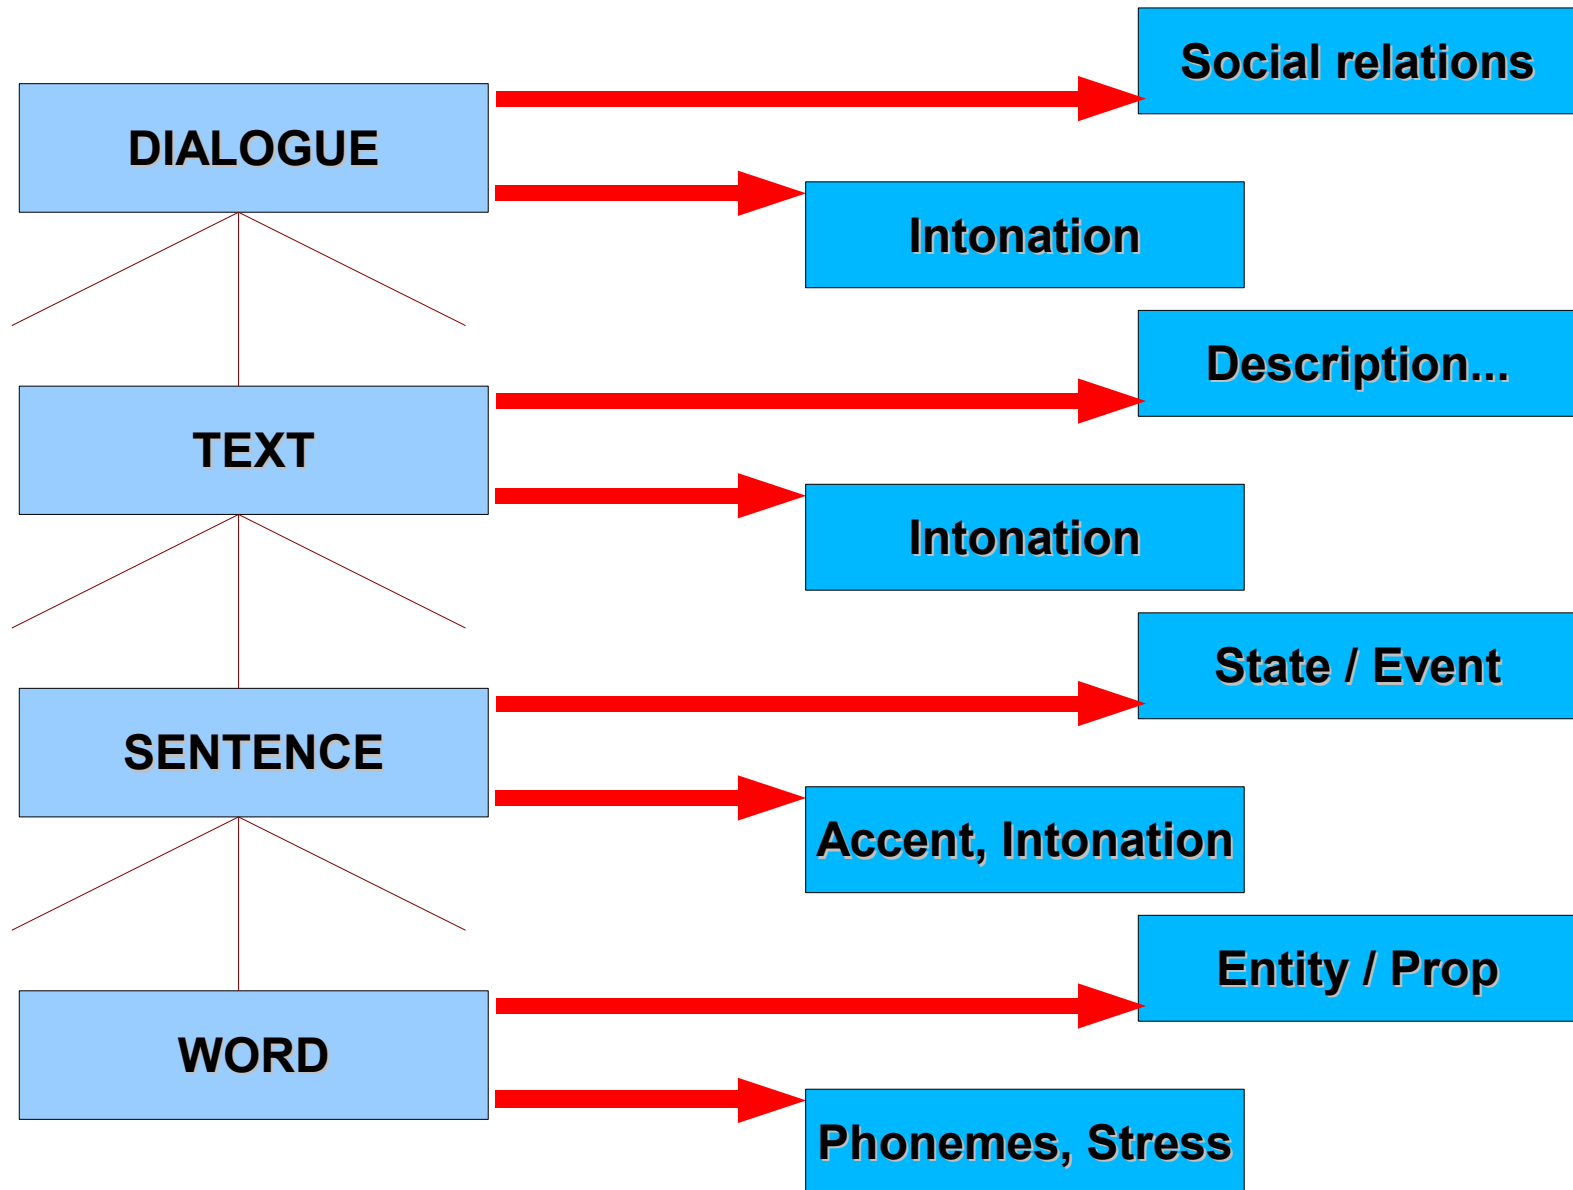 Social relations
DIALOGUE
Intonation
Description...
TEXT
Intonation
State / Event
SENTENCE
Accent, Intonation
Entity / Prop
WORD
Phonemes, Stress